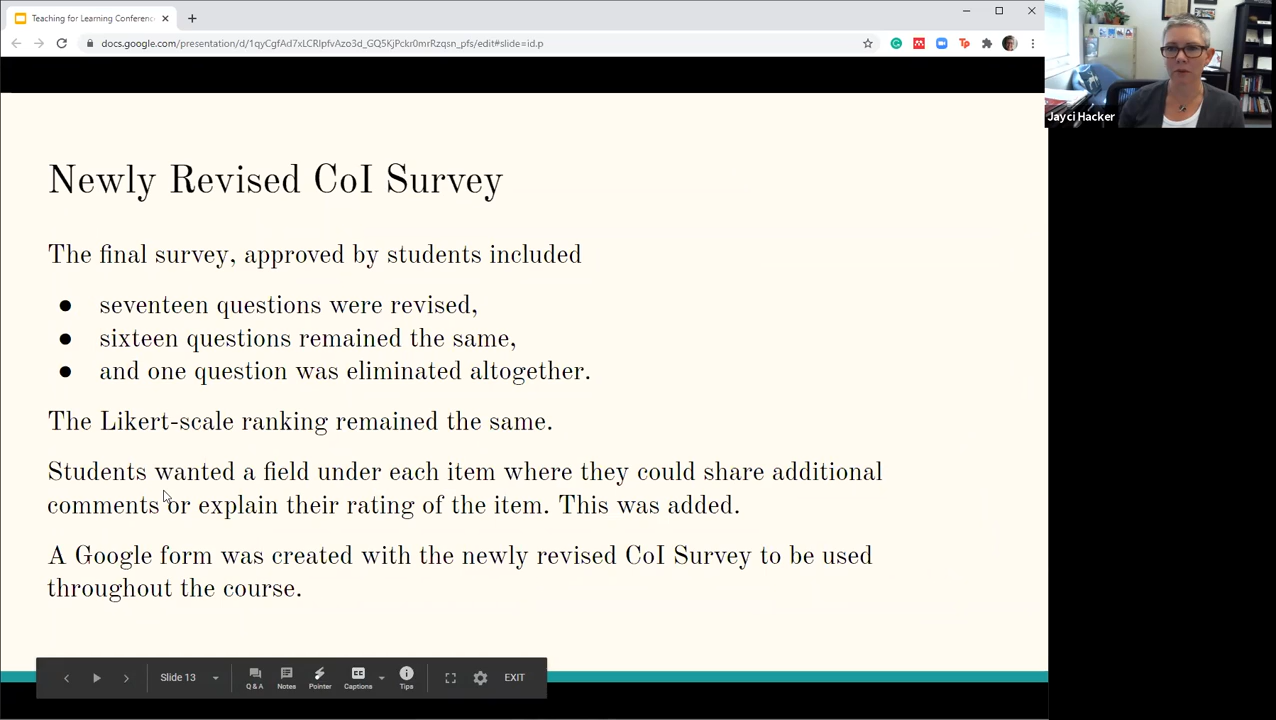 Teaching for Learning Conferenc
docs.google.com/presentation/d/1qyCgfAd7xLCRlpfvAzo3d_GQ5KjPckr0mrRzqsn_pfs/edit#slide=id.p
Jayci Hacker
Newly Revised CoI Survey
The final survey, approved by students included
● seventeen questions were revised,
● sixteen questions remained the same,
● and one question was eliminated altogether.
The Likert-scale ranking remained the same.
Students wanted a field under each item where they could share additional
comments or explain their rating of the item. This was added.
A Google form was created with the newly revised CoI Survey to be used
throughout the course.
Slide 13
Q & A
Notes
Pointer
CC
Captions
Tips
EXIT